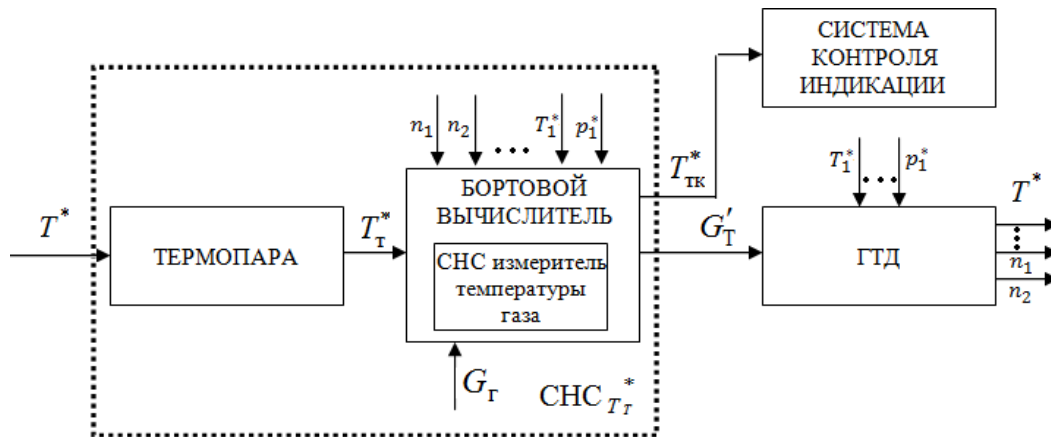 СИСТЕМА
КОНТРОЛЯ
ИНДИКАЦИИ
n₁ n₂ ••• T₁* p₁*
T₁* ••• p₁*
T*
ТЕРМОПАРА
Tт*
БОРТОВОЙ
ВЫЧИСЛИТЕЛЬ
СНС измеритель
температуры
газа
Tтк*
G′Т
ГТД
T*
n₁
n₂
Gг
СНС Tт*